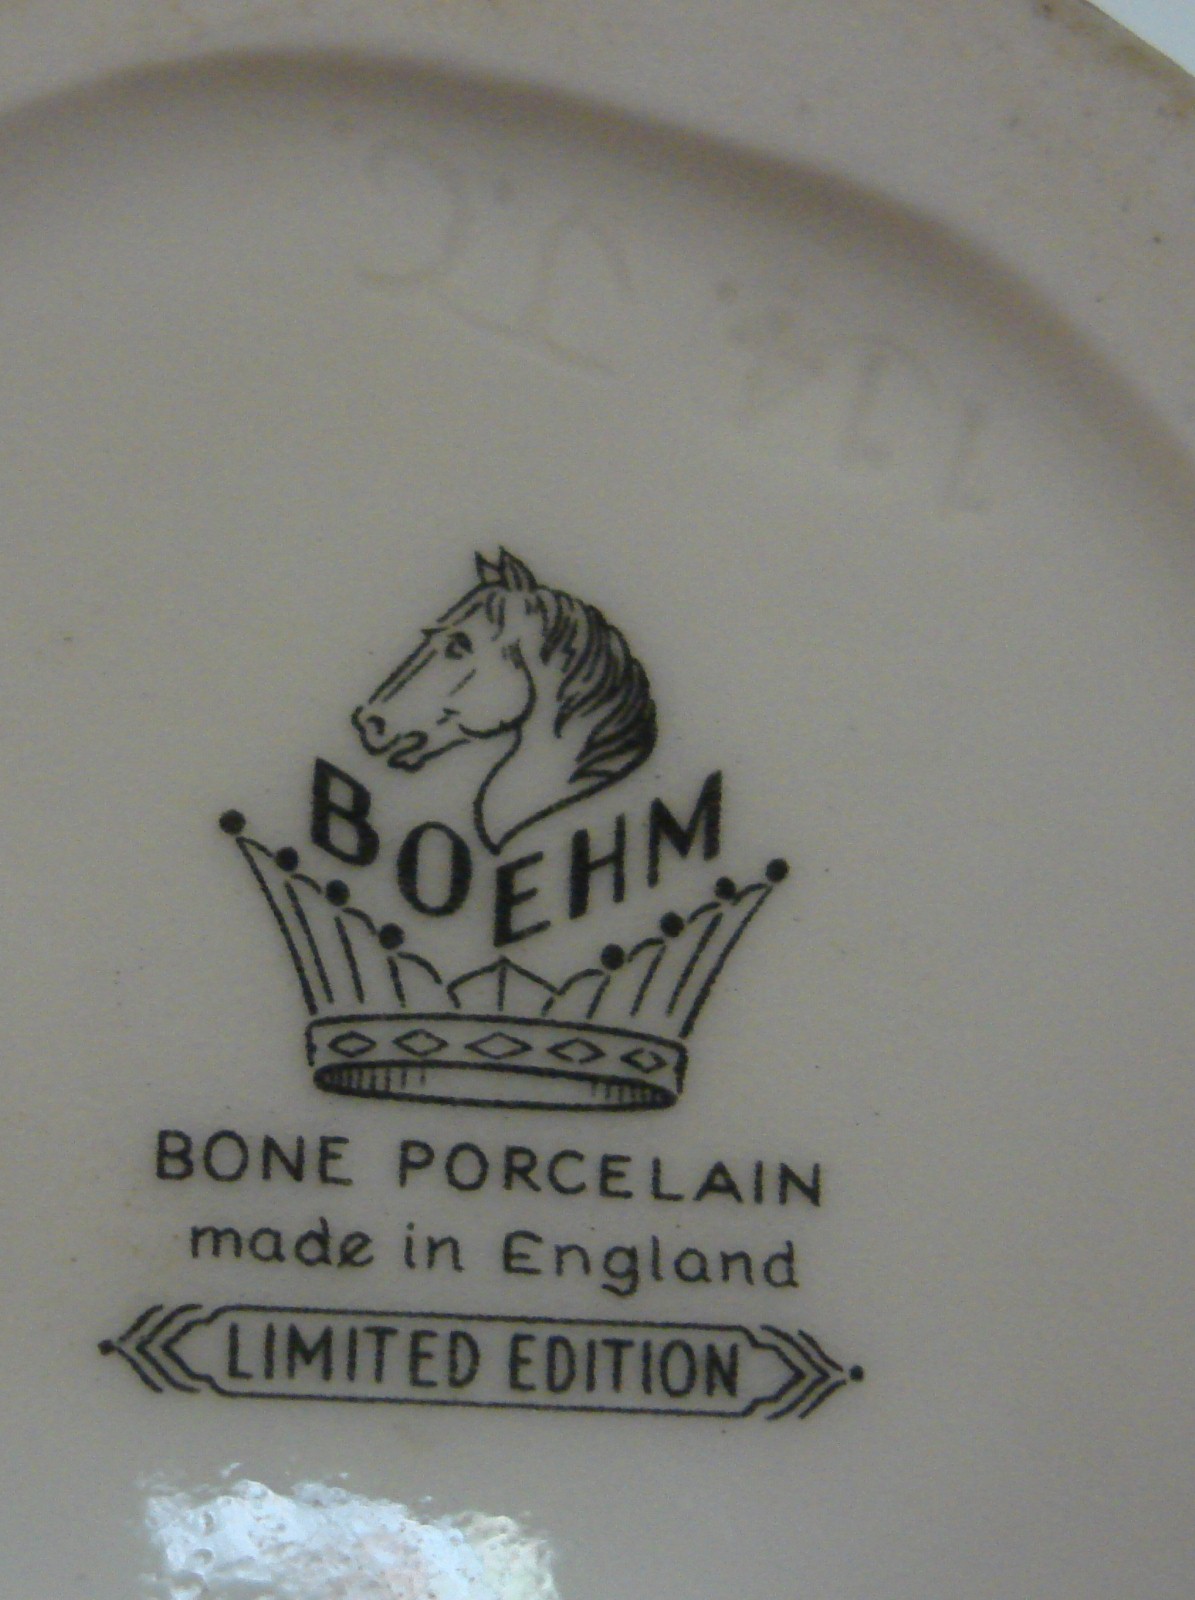 BOEHM
BONE PORCELAIN
made in England
LIMITED EDITION